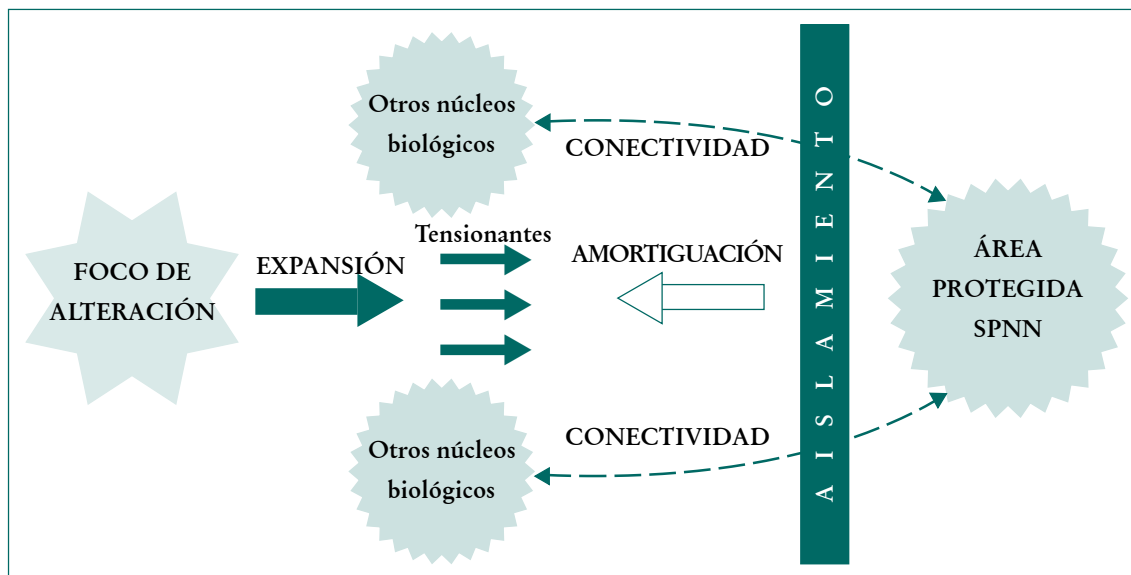 Otros núcleos
biológicos
CONECTIVIDAD
Tensionantes
FOCO DE
ALTERACIÓN
EXPANSIÓN
AMORTIGUACIÓN
AISLAMIENTO
ÁREA
PROTEGIDA
SPNN
Otros núcleos
biológicos
CONECTIVIDAD